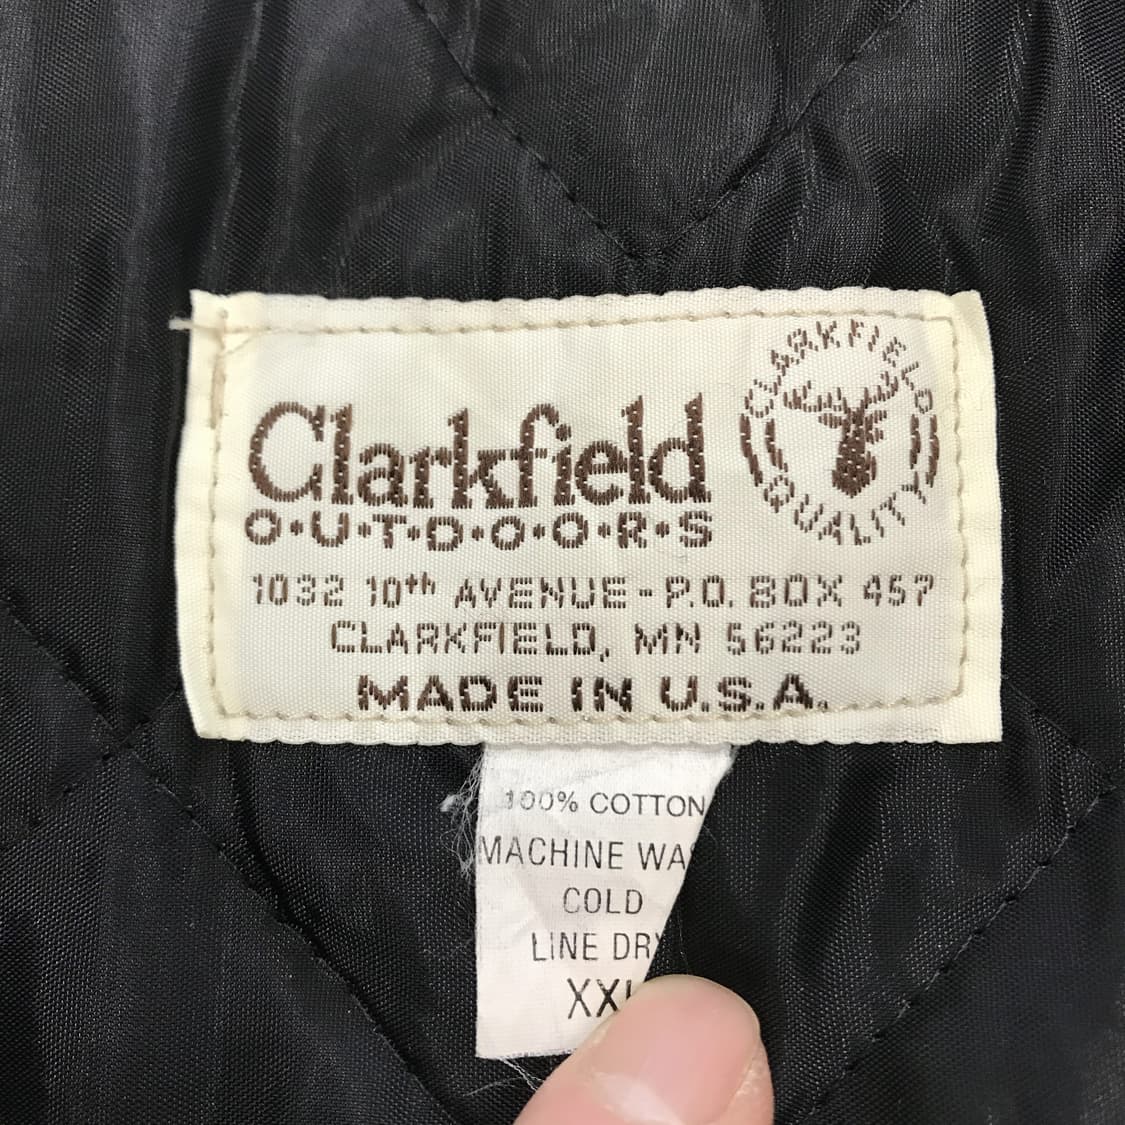 Clarkfield
O·U·T·D·O·O·R·S
CLARKFIELD
QUALITY
1032 10th AVENUE - P.O. BOX 457
CLARKFIELD, MN 56223
MADE IN U.S.A.
100% COTTON
MACHINE WAS
COLD
LINE DRY
XXL